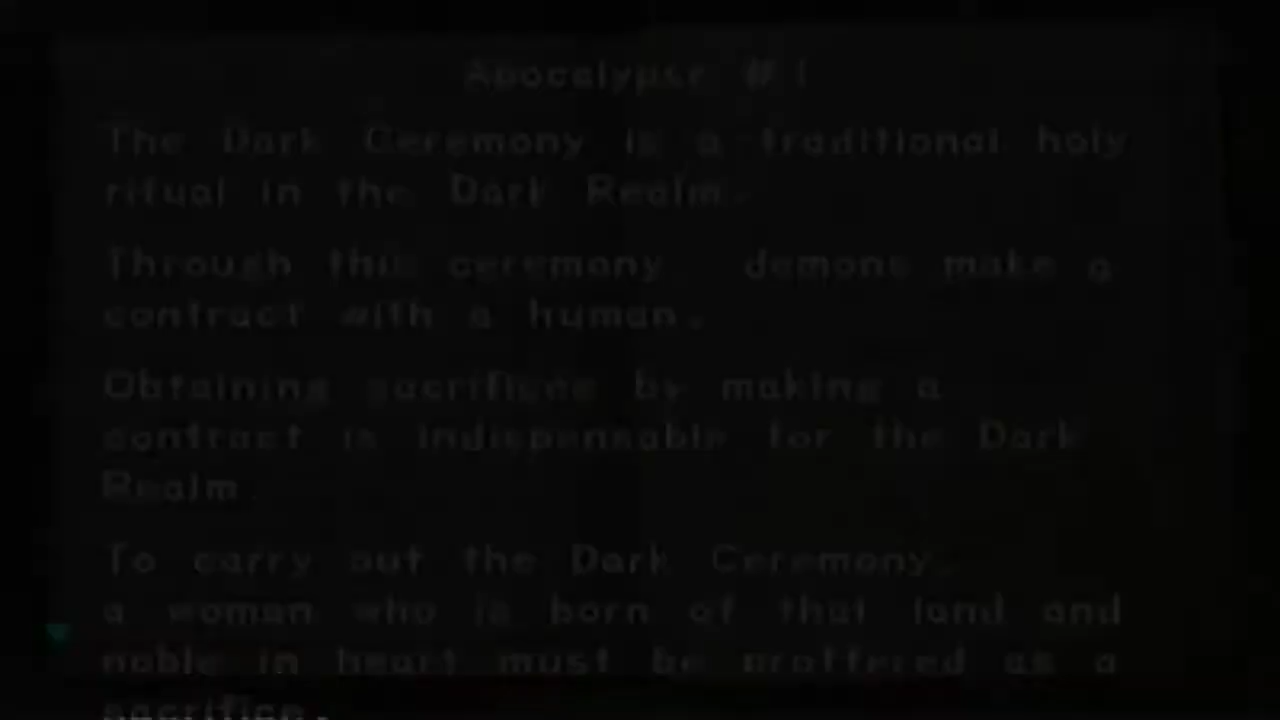 Apocalypse #1
The Dark Ceremony is a traditional holy
ritual in the Dark Realm.
Through this ceremony, demons make a
contract with a human.
Obtaining sacrifices by making a
contract is indispensable for the Dark
Realm.
To carry out the Dark Ceremony,
a woman who is born of that land and
noble in heart must be proffered as a
sacrifice.